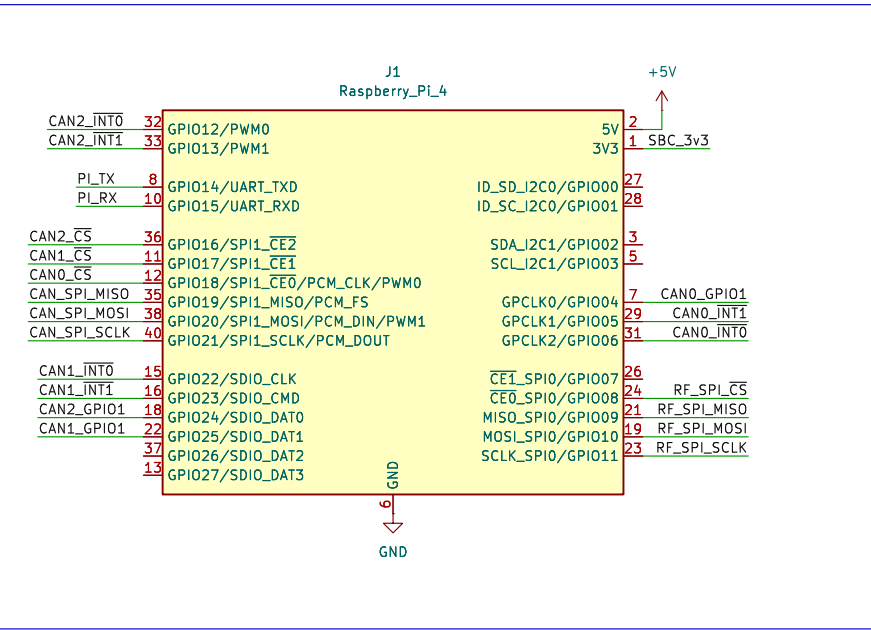 J1
Raspberry_Pi_4
+5V
CAN2_INT0 32 GPIO12/PWM0 5V 2
CAN2_INT1 33 GPIO13/PWM1 3V3 1 SBC_3v3
PI_TX 8 GPIO14/UART_TXD ID_SD_I2C0/GPIO00 27
PI_RX 10 GPIO15/UART_RXD ID_SC_I2C0/GPIO01 28
CAN2_CS 36 GPIO16/SPI1_CE2 SDA_I2C1/GPIO02 3
CAN1_CS 11 GPIO17/SPI1_CE1 SCL_I2C1/GPIO03 5
CAN0_CS 12 GPIO18/SPI1_CE0/PCM_CLK/PWM0
CAN_SPI_MISO 35 GPIO19/SPI1_MISO/PCM_FS GPCLK0/GPIO04 7 CAN0_GPIO1
CAN_SPI_MOSI 38 GPIO20/SPI1_MOSI/PCM_DIN/PWM1 GPCLK1/GPIO05 29 CAN0_INT1
CAN_SPI_SCLK 40 GPIO21/SPI1_SCLK/PCM_DOUT GPCLK2/GPIO06 31 CAN0_INT0
CAN1_INT0 15 GPIO22/SDIO_CLK CE1_SPI0/GPIO07 26
CAN1_INT1 16 GPIO23/SDIO_CMD CE0_SPI0/GPIO08 24 RF_SPI_CS
CAN2_GPIO1 18 GPIO24/SDIO_DAT0 MISO_SPI0/GPIO09 21 RF_SPI_MISO
CAN1_GPIO1 22 GPIO25/SDIO_DAT1 MOSI_SPI0/GPIO10 19 RF_SPI_MOSI
37 GPIO26/SDIO_DAT2 SCLK_SPI0/GPIO11 23 RF_SPI_SCLK
13 GPIO27/SDIO_DAT3
GND
6
GND